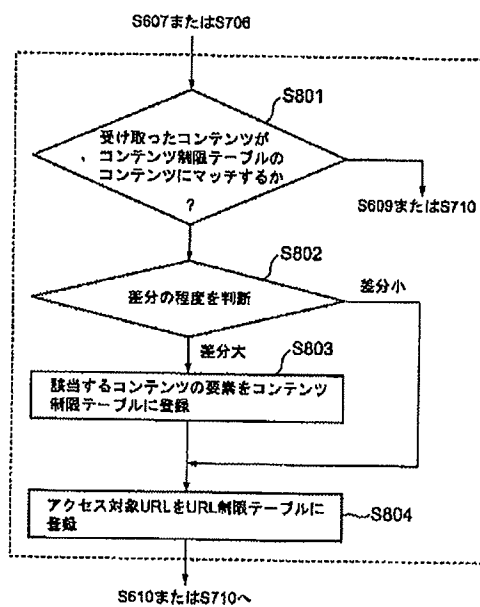 S607またはS706
S801
受け取ったコンテンツが
コンテンツ制限テーブルの
コンテンツにマッチするか
?
S609またはS710
S802
差分の程度を判断
差分小
差分大
S803
該当するコンテンツの要素をコンテンツ
制限テーブルに登録
アクセス対象URLをURL制限テーブルに
登録
S804
S610またはS710へ